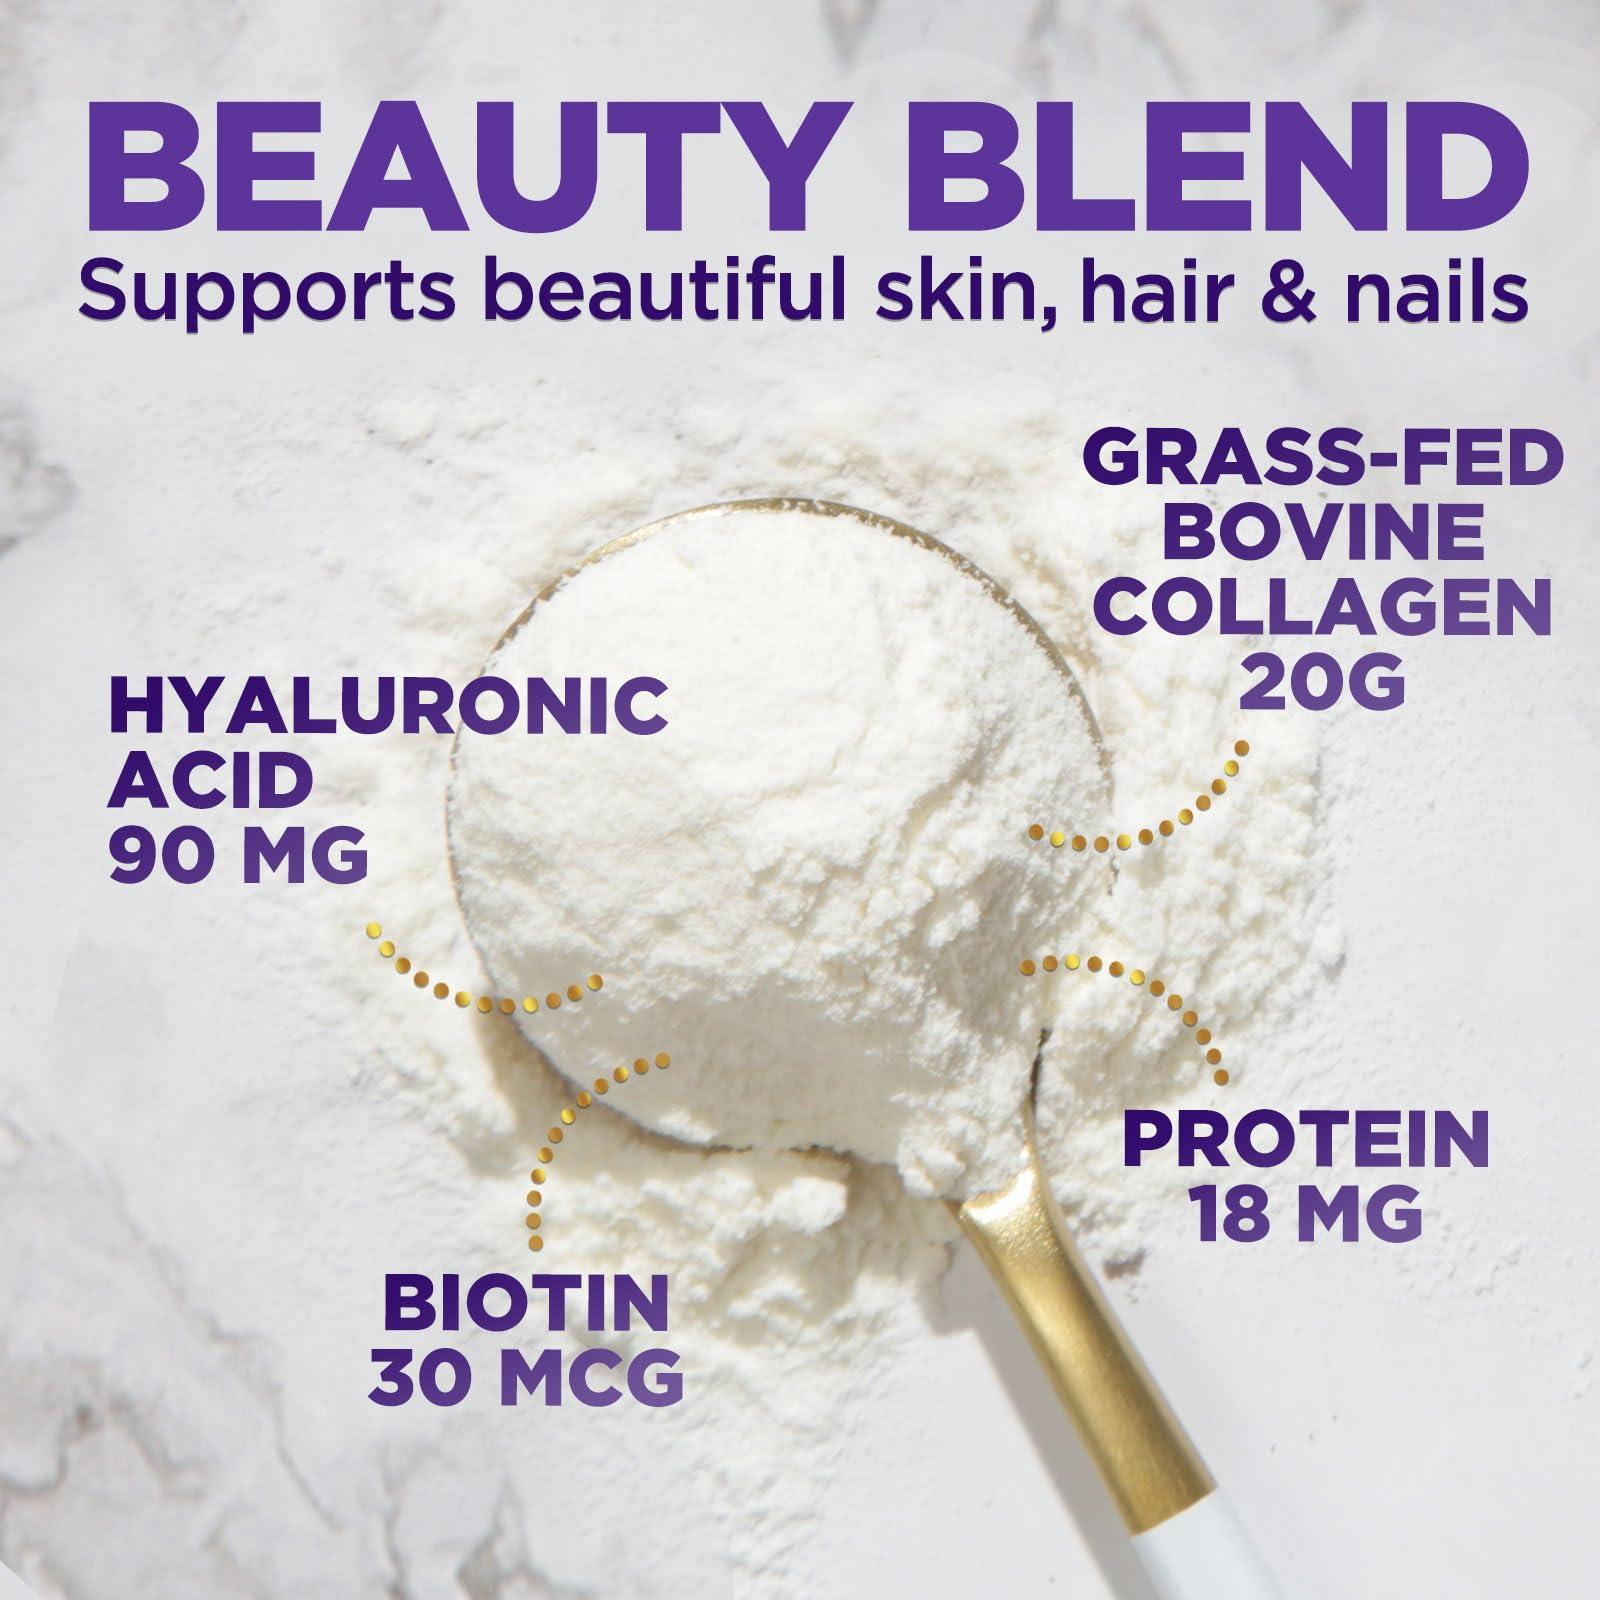 BEAUTY BLEND
Supports beautiful skin, hair & nails
GRASS-FED
BOVINE
COLLAGEN
20G
HYALURONIC
ACID
90 MG
PROTEIN
18 MG
BIOTIN
30 MCG